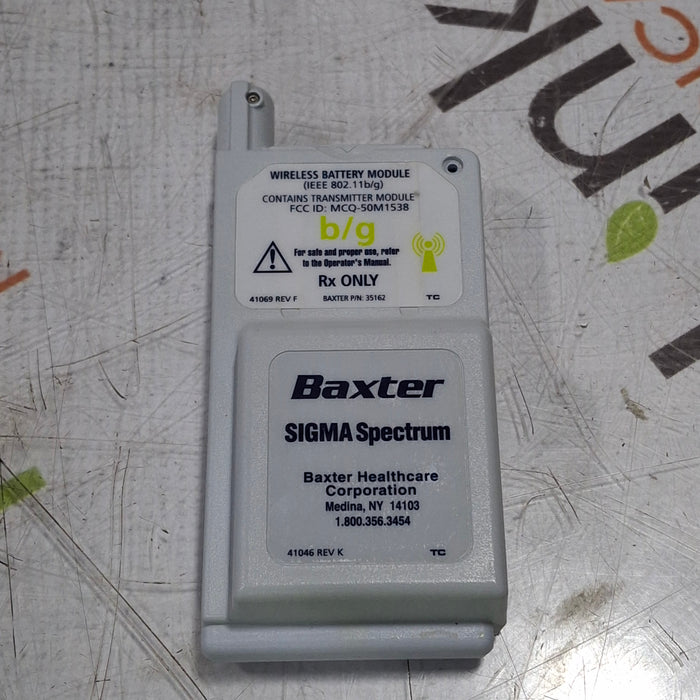 WIRELESS BATTERY MODULE
(IEEE 802.11b/g)
CONTAINS TRANSMITTER MODULE
FCC ID: MCQ-50M1538
b/g
For safe and proper use, refer
to the Operator's Manual.
Rx ONLY
41069 REV F BAXTER P/N: 35162 TC
Baxter
SIGMA Spectrum
Baxter Healthcare
Corporation
Medina, NY 14103
1.800.356.3454
41046 REV K TC